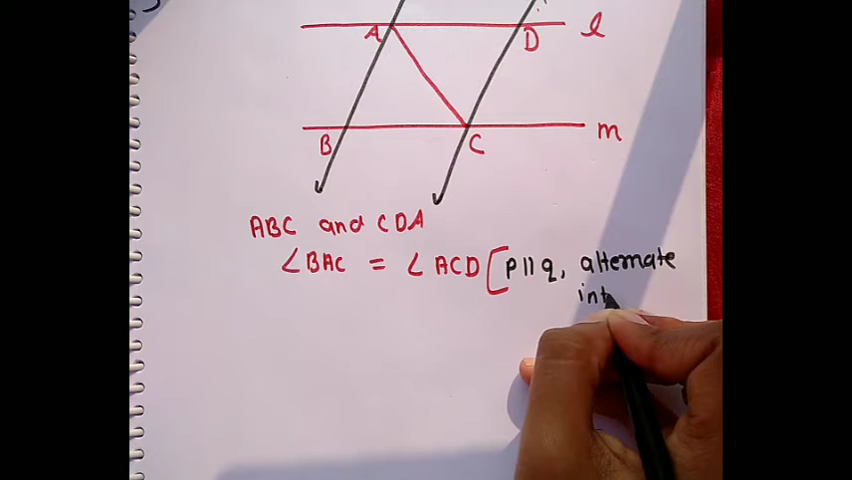 A D l
B C m
ABC and CDA
∠BAC = ∠ACD [p || q, alternate
int